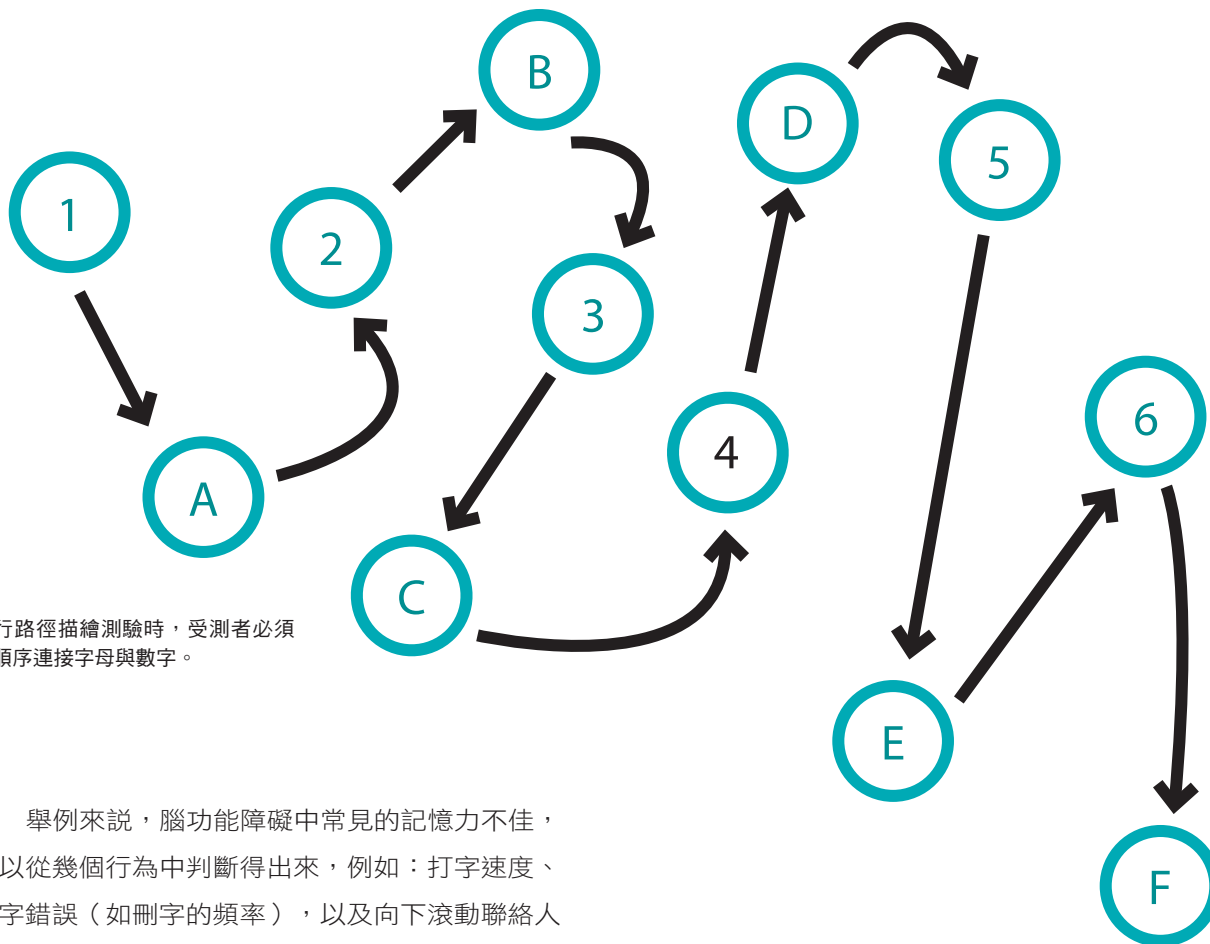 B
D
5
1
2
3
6
4
A
C
行路徑描繪測驗時，受測者必須
順序連接字母與數字。
E
舉例來説，腦功能障礙中常見的記憶力不佳，
以從幾個行為中判斷得出來，例如：打字速度、
F
字錯誤（如刪字的頻率），以及向下滾動聯絡人